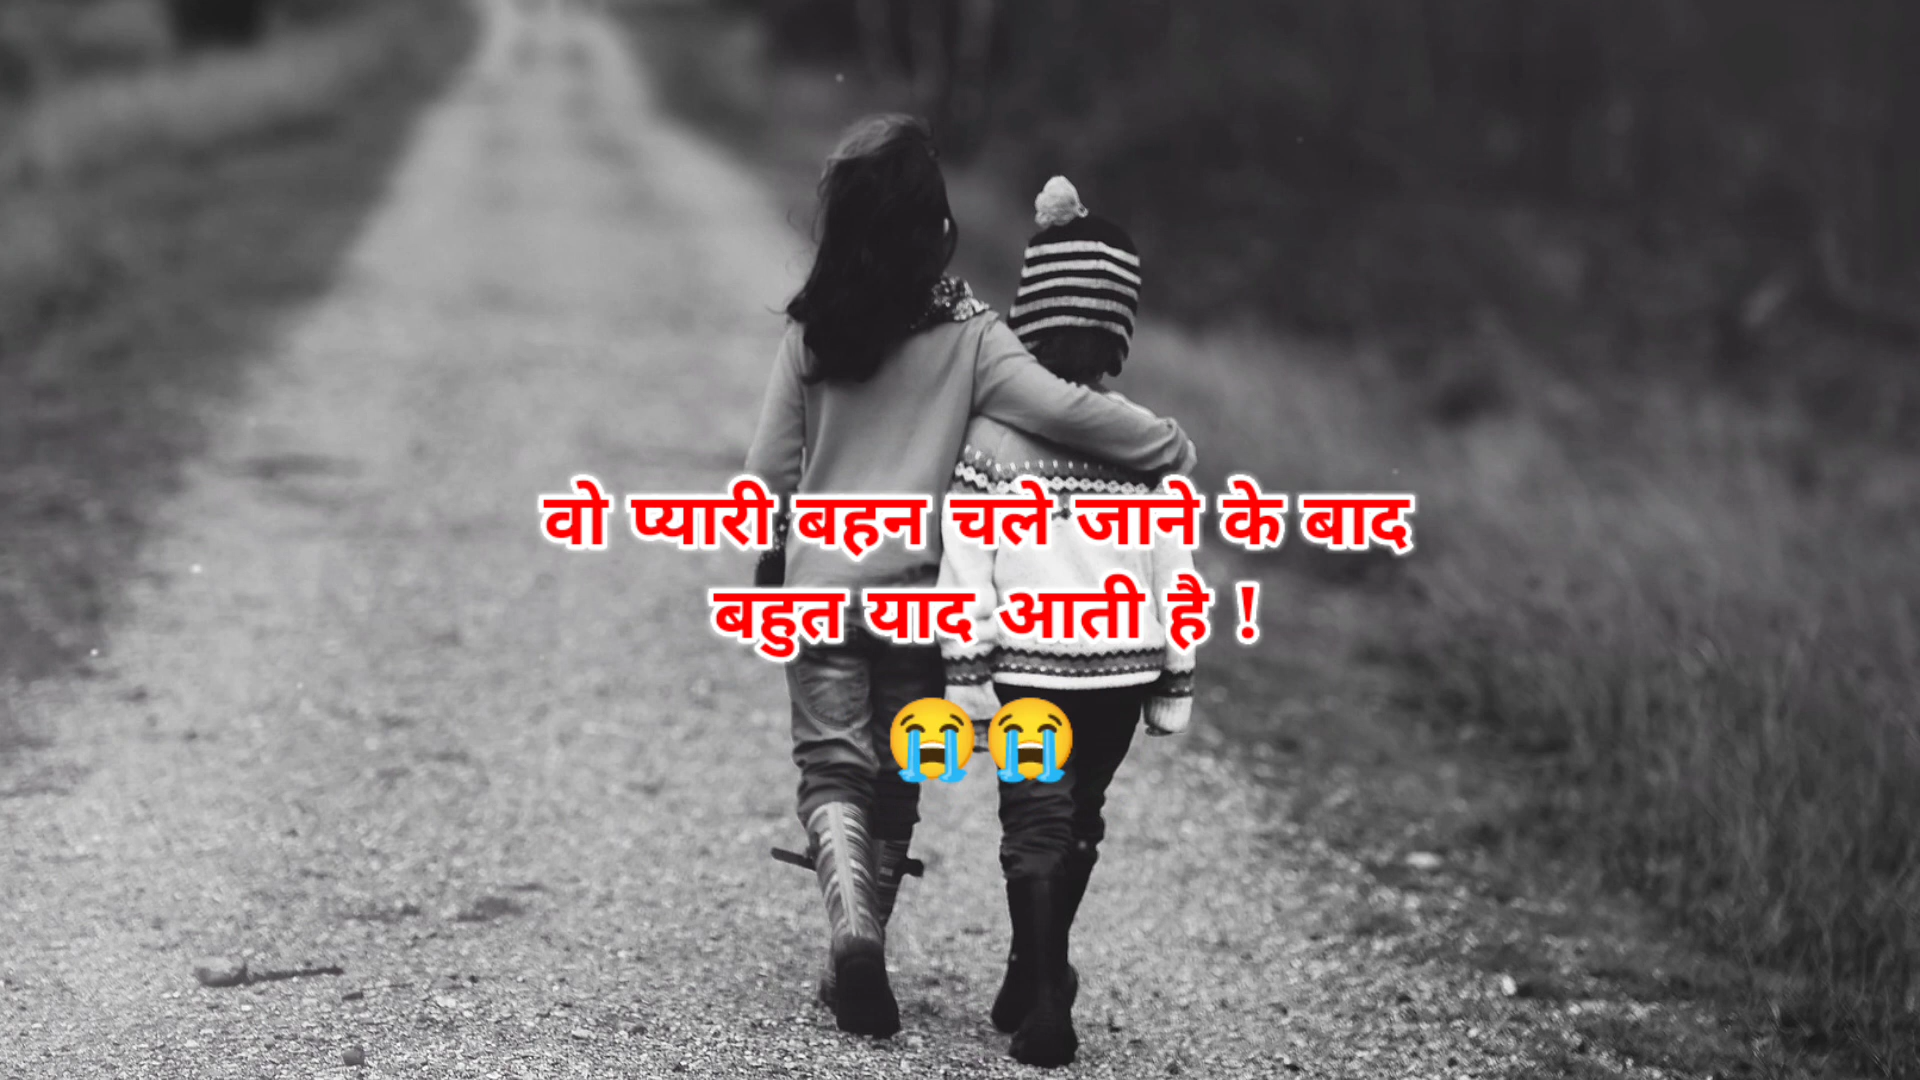 वो प्यारी बहन चले जाने के बाद
बहुत याद आती है !
😭😭